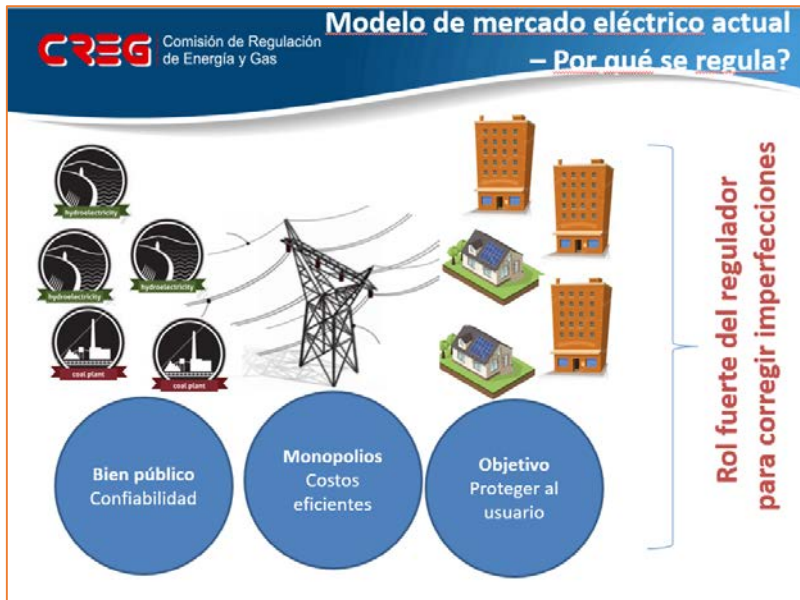 CREG
Comisión de Regulación
de Energía y Gas
Modelo de mercado eléctrico actual
– Por qué se regula?
hydroelectricity
hydroelectricity
hydroelectricity
coal plant
coal plant
Bien público
Confiabilidad
Monopolios
Costos
eficientes
Objetivo
Proteger al
usuario
Rol fuerte del regulador
para corregir imperfecciones